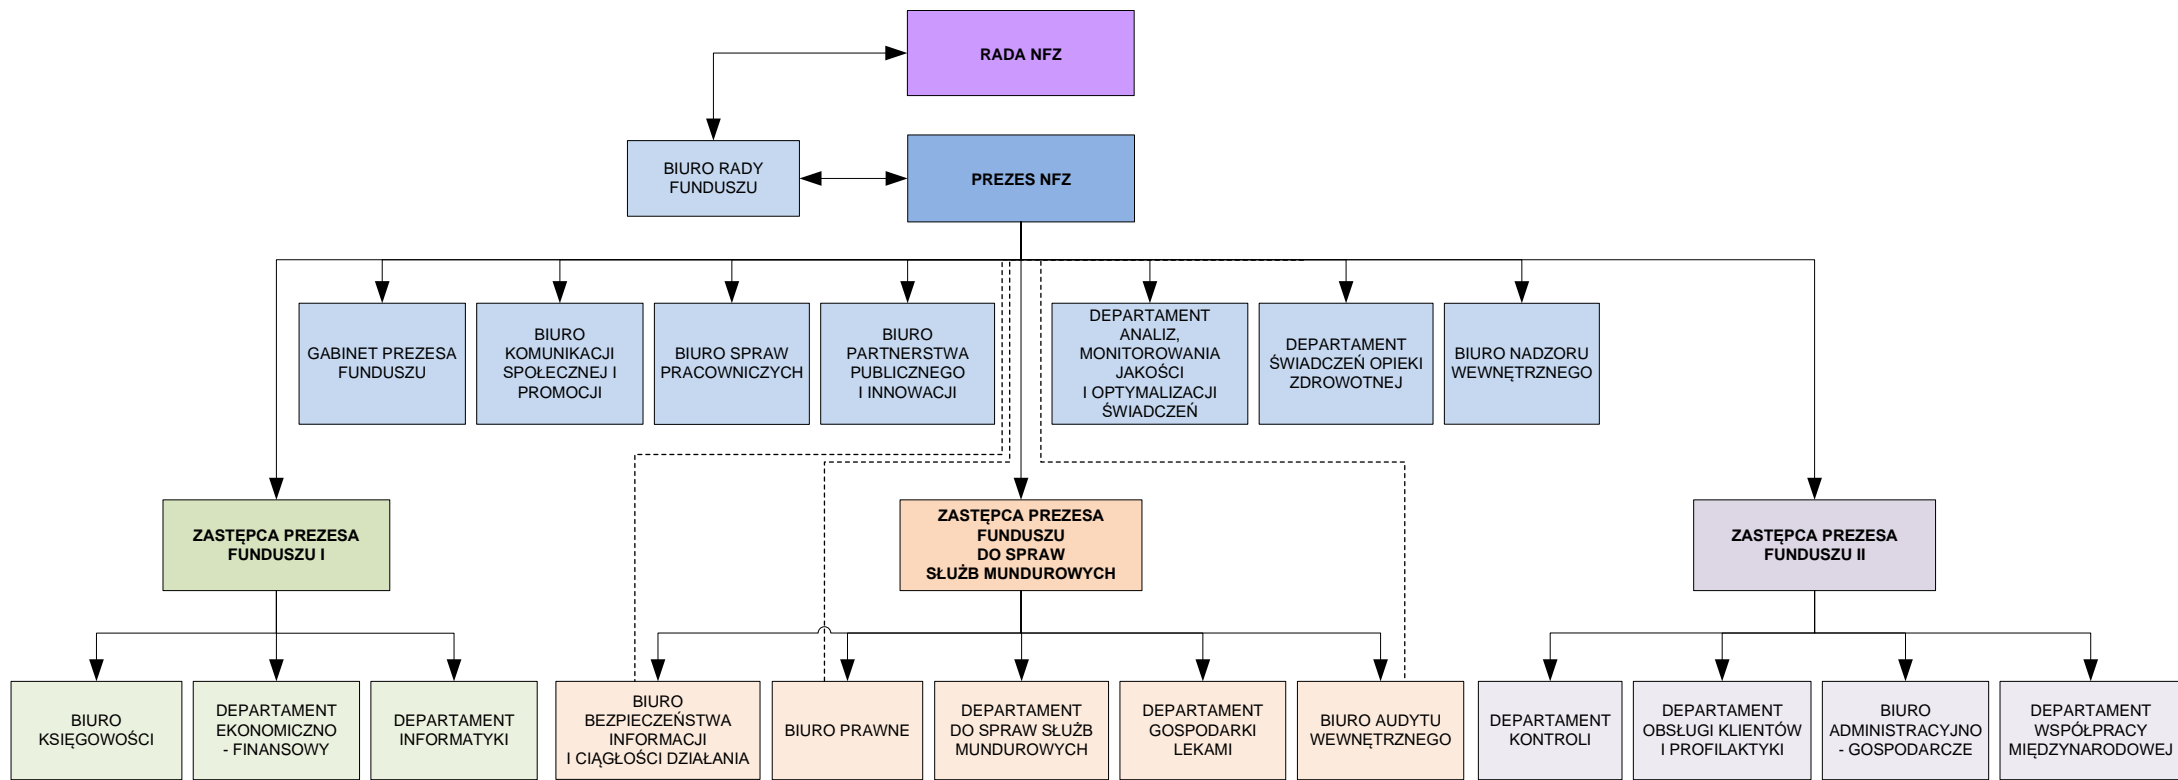 RADA NFZ
BIURO RADY
FUNDUSZU
PREZES NFZ
GABINET PREZESA
FUNDUSZU
BIURO
KOMUNIKACJI
SPOŁECZNEJ I
PROMOCJI
BIURO SPRAW
PRACOWNICZYCH
BIURO
PARTNERSTWA
PUBLICZNEGO
I INNOWACJI
DEPARTAMENT
ANALIZ,
MONITOROWANIA
JAKOŚCI
I OPTYMALIZACJI
ŚWIADCZEŃ
DEPARTAMENT
ŚWIADCZEŃ OPIEKI
ZDROWOTNEJ
BIURO NADZORU
WEWNĘTRZNEGO
ZASTĘPCA PREZESA
FUNDUSZU I
ZASTĘPCA PREZESA
FUNDUSZU
DO SPRAW
SŁUŻB MUNDUROWYCH
ZASTĘPCA PREZESA
FUNDUSZU II
BIURO
KSIĘGOWOŚCI
DEPARTAMENT
EKONOMICZNO
- FINANSOWY
DEPARTAMENT
INFORMATYKI
BIURO
BEZPIECZEŃSTWA
INFORMACJI
I CIĄGŁOŚCI DZIAŁANIA
BIURO PRAWNE
DEPARTAMENT
DO SPRAW SŁUŻB
MUNDUROWYCH
DEPARTAMENT
GOSPODARKI
LEKAMI
BIURO AUDYTU
WEWNĘTRZNEGO
DEPARTAMENT
KONTROLI
DEPARTAMENT
OBSŁUGI KLIENTÓW
I PROFILAKTYKI
BIURO
ADMINISTRACYJNO
- GOSPODARCZE
DEPARTAMENT
WSPÓŁPRACY
MIĘDZYNARODOWEJ